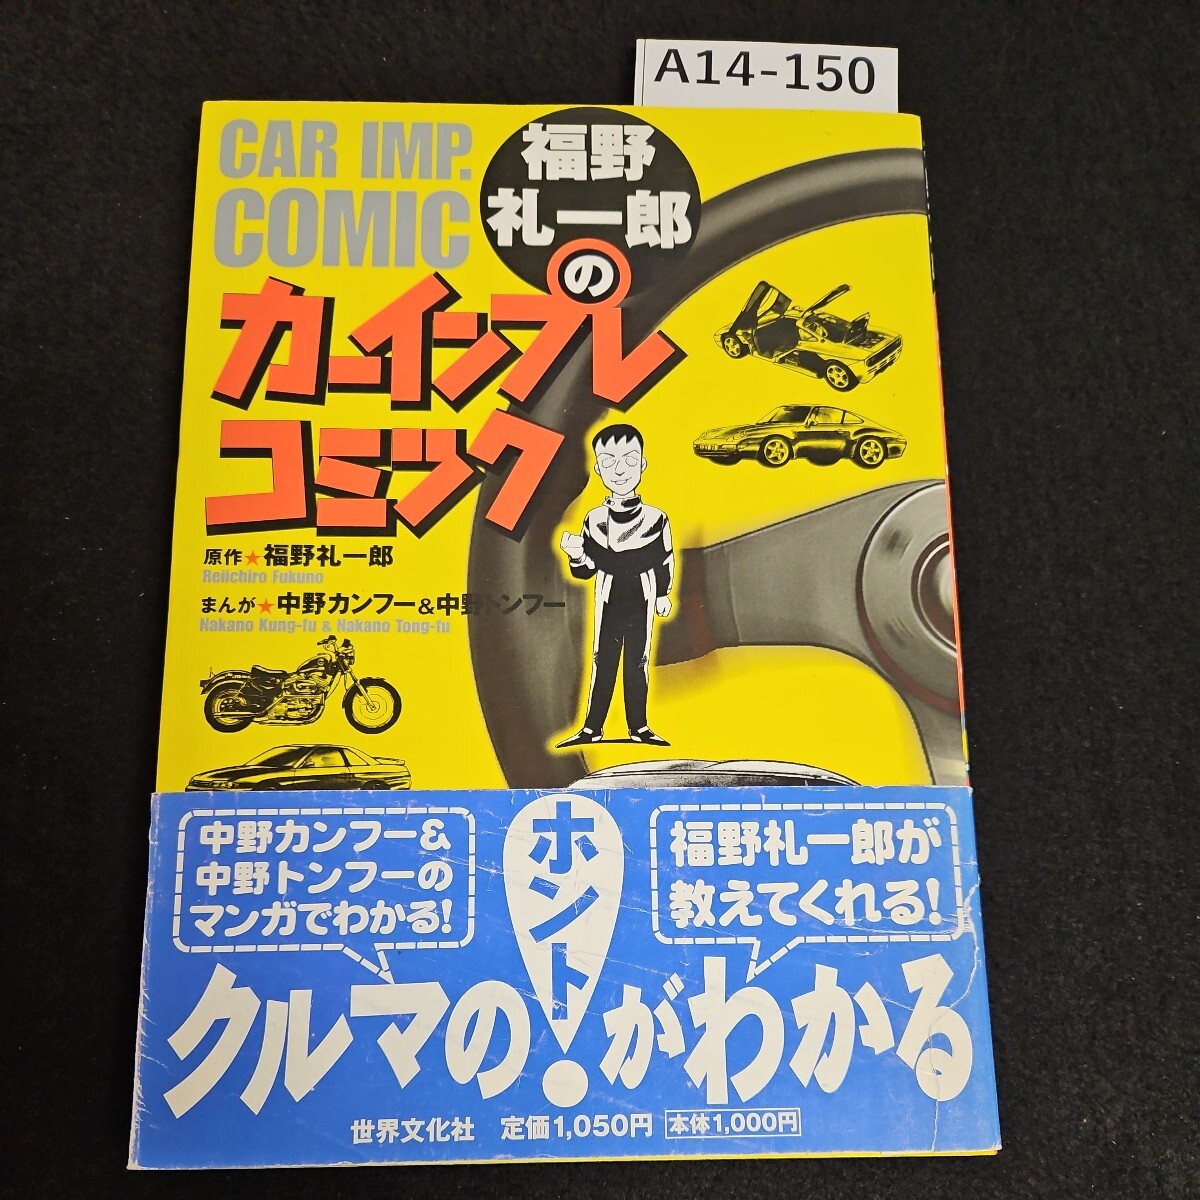 A14-150
CAR IMP.
COMIC
福野
礼一郎
の
カーインプレ
コミック
原作★福野礼一郎
Reiichiro Fukuno
まんが★中野カンフー&中野トンフー
Nakano Kung-fu & Nakano Tong-fu
中野カンフー&
中野トンフーの
マンガでわかる!
福野礼一郎が
教えてくれる!
クルマのホント!がわかる
世界文化社 定価1,050円 本体1,000円